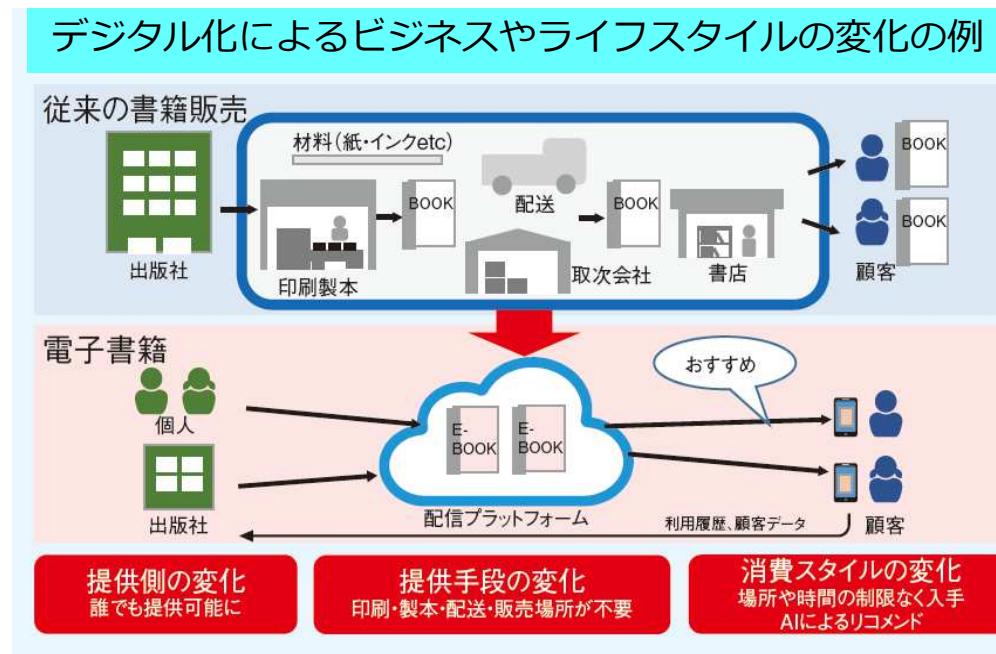 デジタル化によるビジネスやライフスタイルの変化の例
従来の書籍販売
材料(紙・インクetc)
BOOK
BOOK
配送
BOOK
BOOK
出版社
印刷製本
取次会社
書店
顧客
BOOK
電子書籍
おすすめ
個人
E-
BOOK
E-
BOOK
出版社
配信プラットフォーム
利用履歴、顧客データ
顧客
提供側の変化
誰でも提供可能に
提供手段の変化
印刷・製本・配送・販売場所が不要
消費スタイルの変化
場所や時間の制限なく入手
AIによるリコメンド